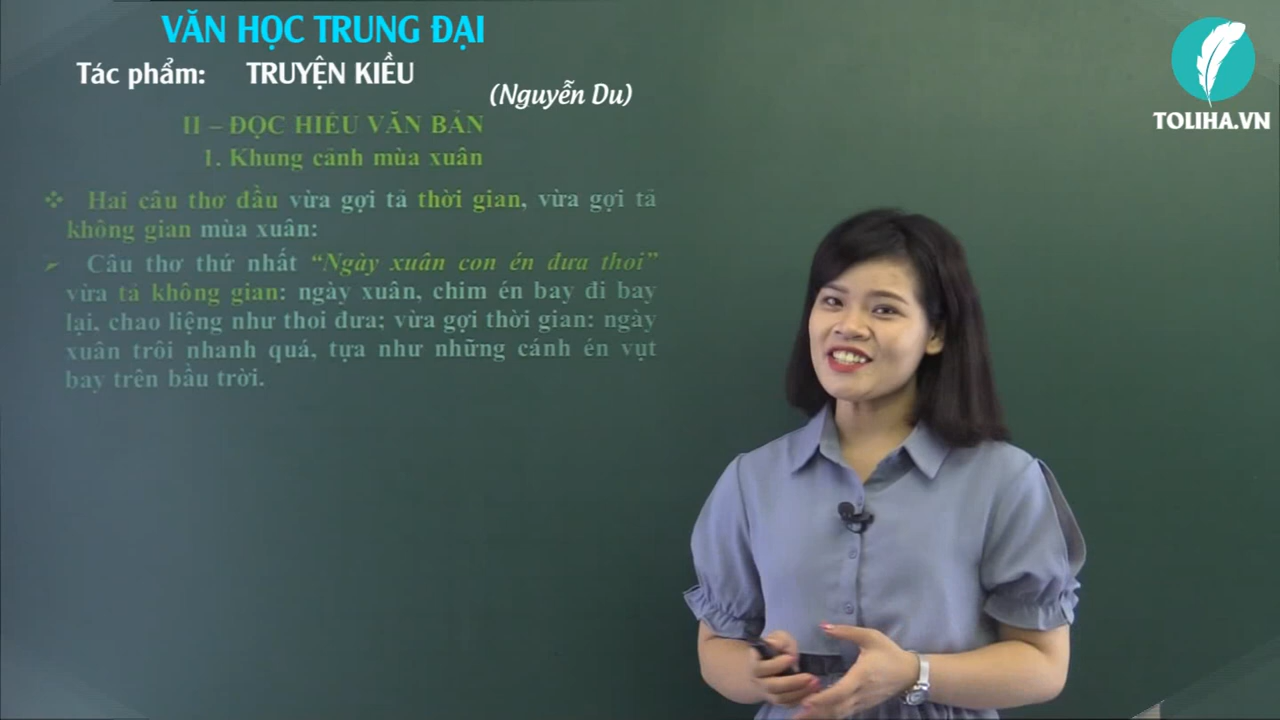 VĂN HỌC TRUNG ĐẠI
Tác phẩm: TRUYỆN KIỀU
(Nguyễn Du)
TOLIHA.VN
II – ĐỌC HIỂU VĂN BẢN
1. Khung cảnh mùa xuân
❖ Hai câu thơ đầu vừa gợi tả thời gian, vừa gợi tả
không gian mùa xuân:
➢ Câu thơ thứ nhất “Ngày xuân con én đưa thoi”
vừa tả không gian: ngày xuân, chim én bay đi bay
lại, chao liệng như thoi đưa; vừa gợi thời gian: ngày
xuân trôi nhanh quá, tựa như những cánh én vụt
bay trên bầu trời.